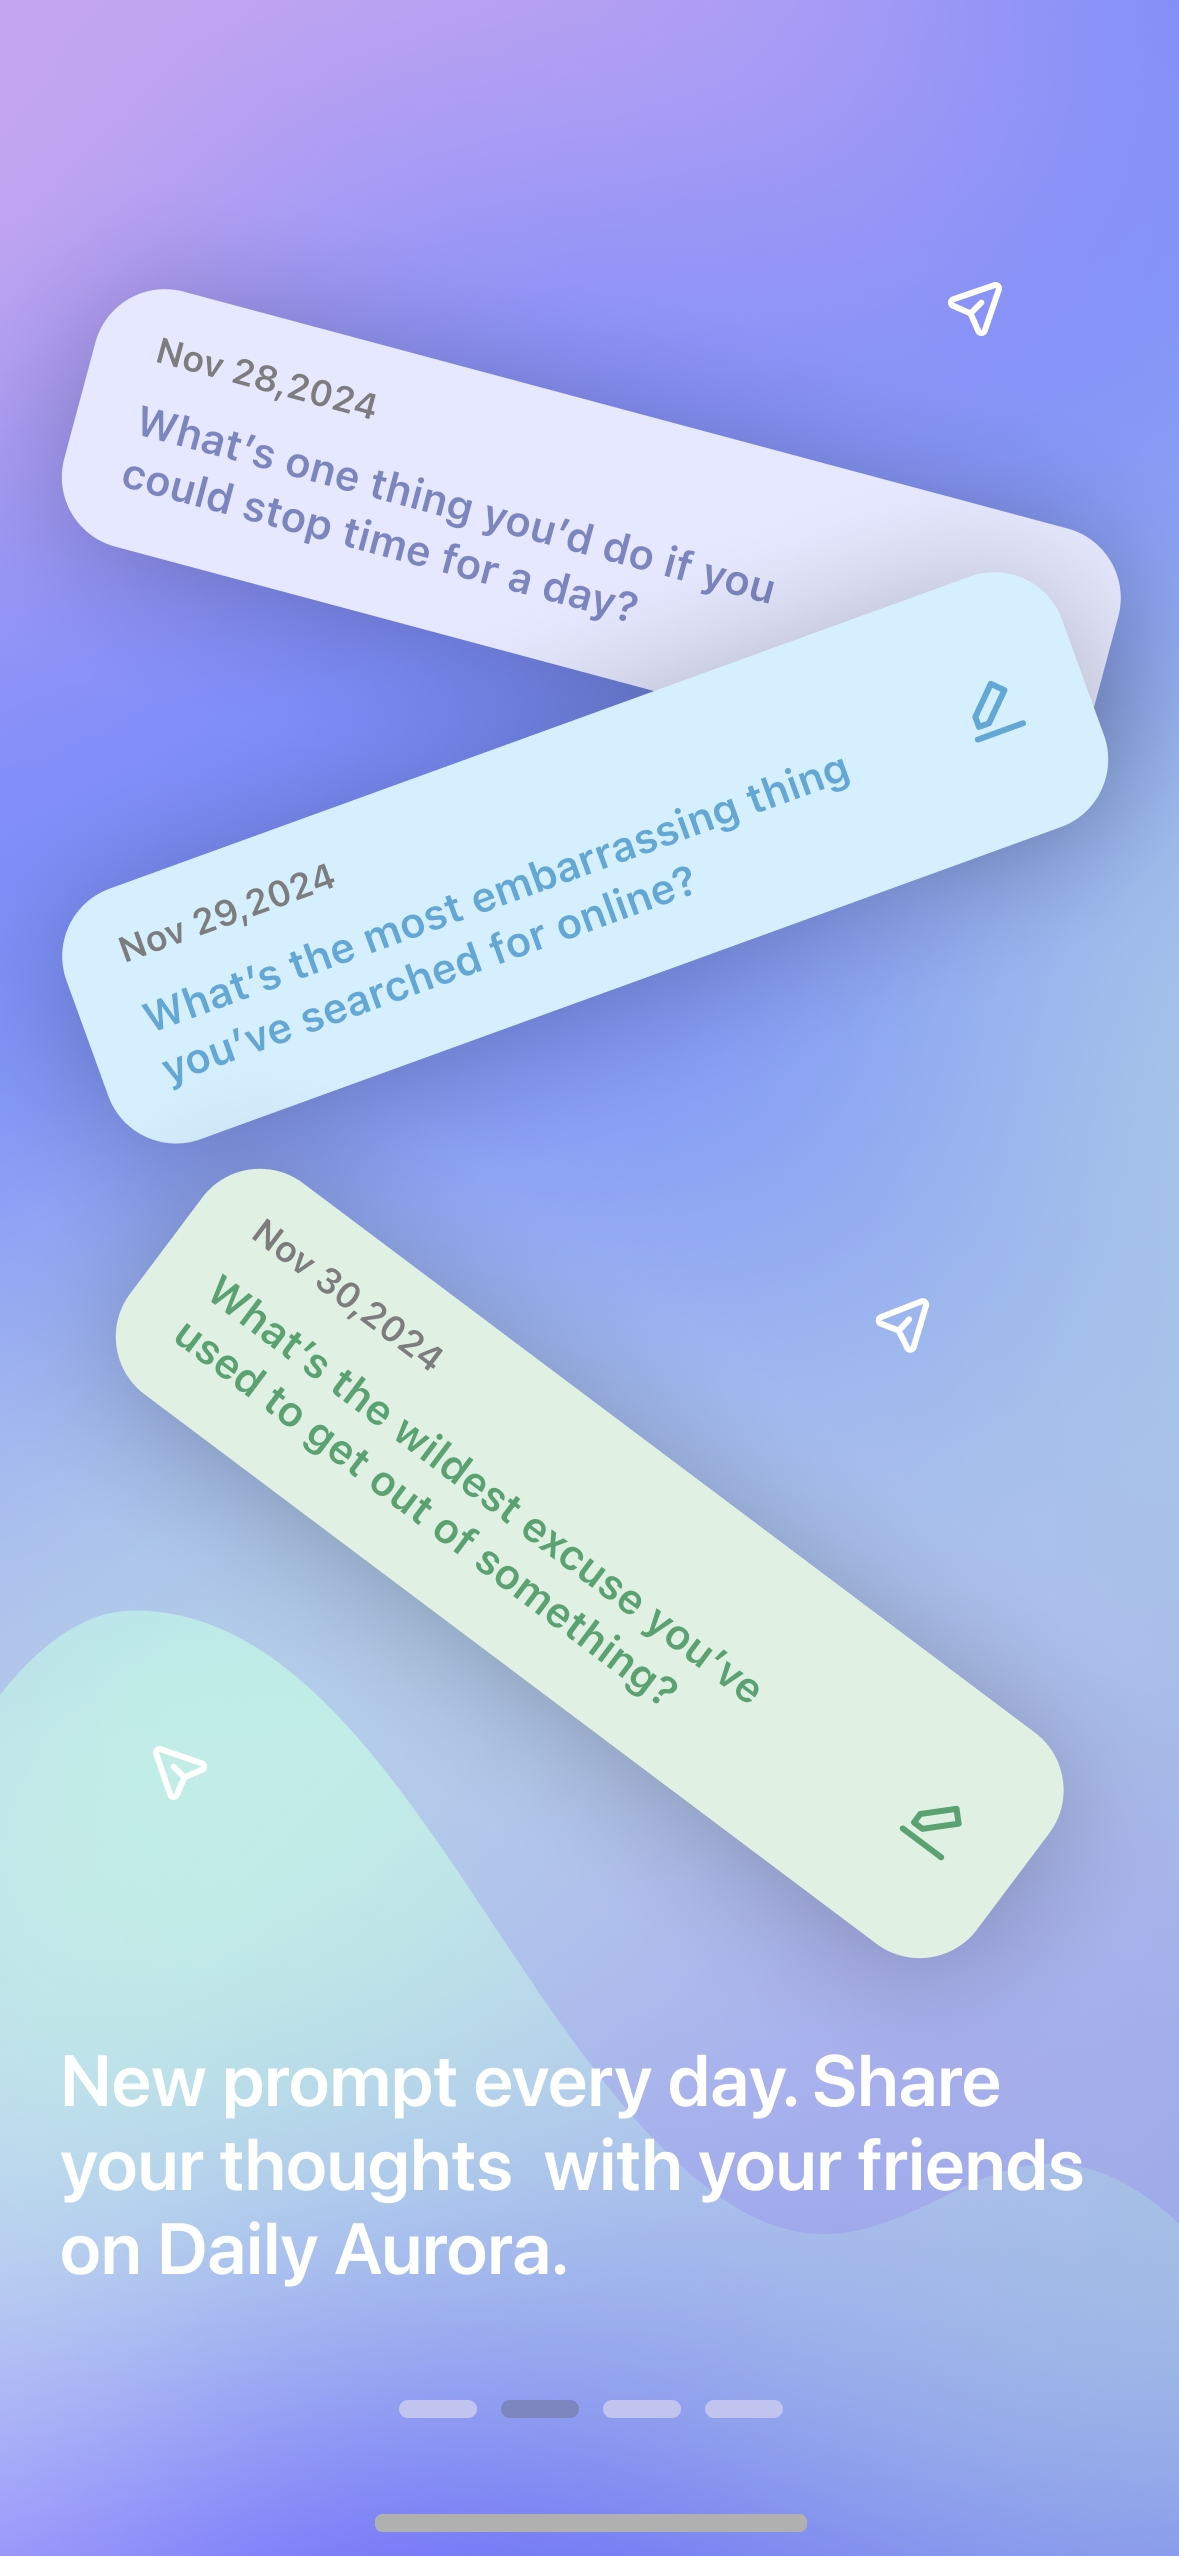 Nov 28,2024
What’s one thing you’d do if you
could stop time for a day?
Nov 29,2024
What’s the most embarrassing thing
you’ve searched for online?
Nov 30,2024
What’s the wildest excuse you’ve
used to get out of something?
New prompt every day. Share
your thoughts  with your friends
on Daily Aurora.